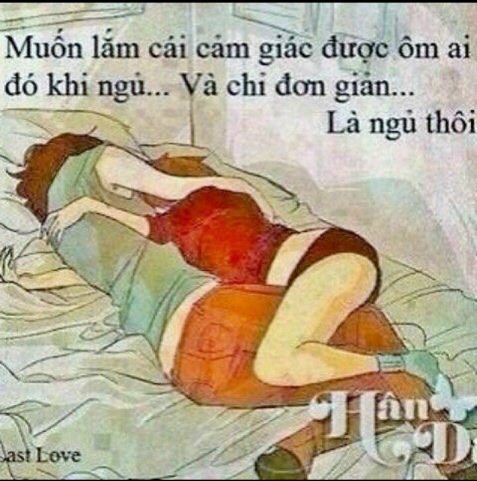 Muốn lắm cái cảm giác được ôm ai
đó khi ngủ... Và chỉ đơn giản...
Là ngủ thôi
Hân
ast Love